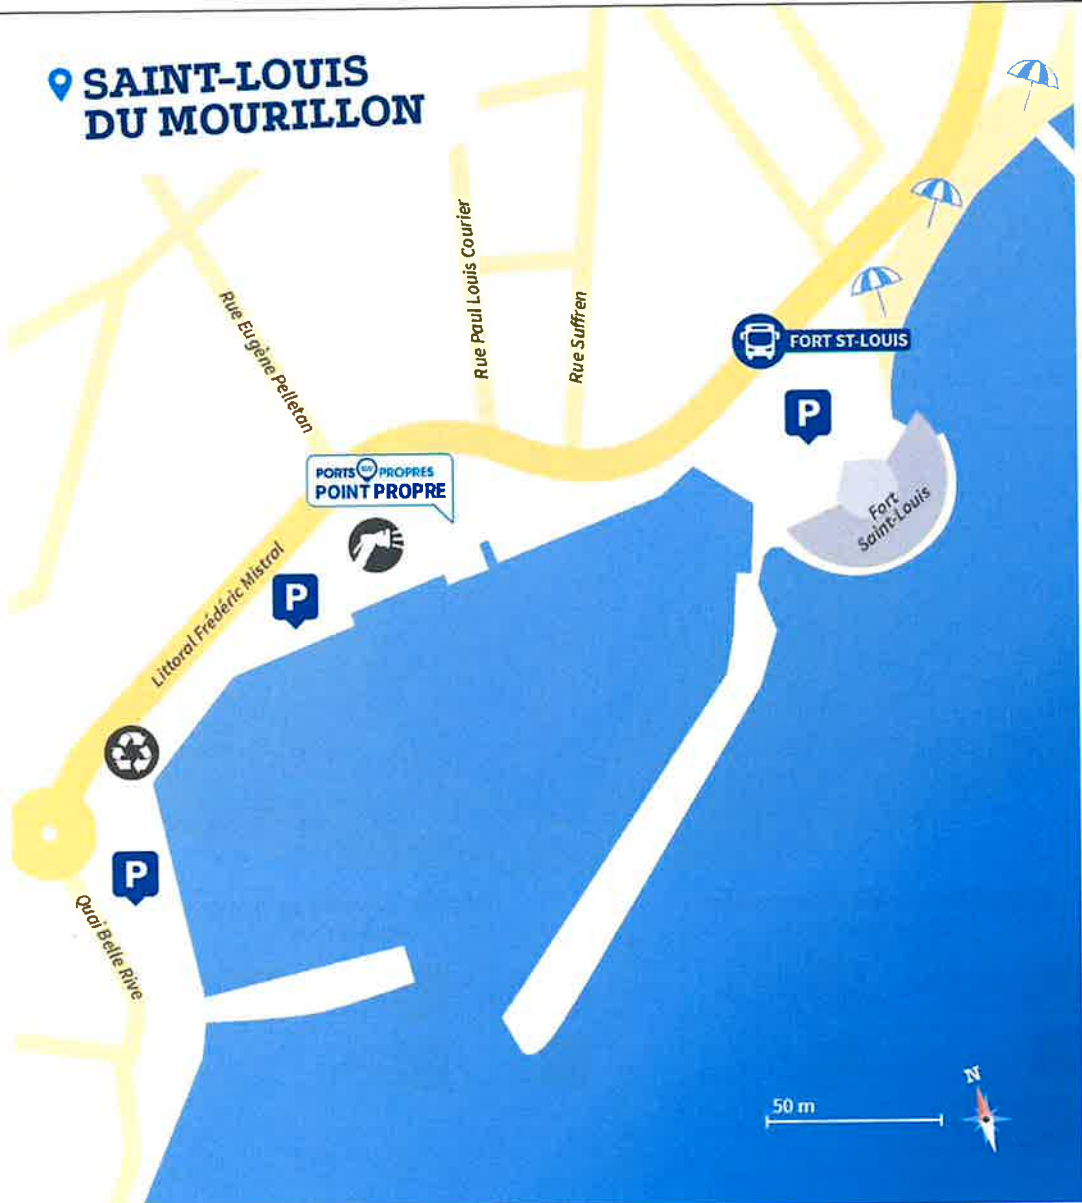 SAINT-LOUIS
DU MOURILLON
Rue Eugène Pelletan
Rue Paul Louis Courier
Rue Suffren
FORT ST-LOUIS
P
PORTS PROPRES
POINT PROPRE
Fort
Saint-Louis
Littoral Frédéric Mistral
P
P
Quai Belle Rive
N
50 m